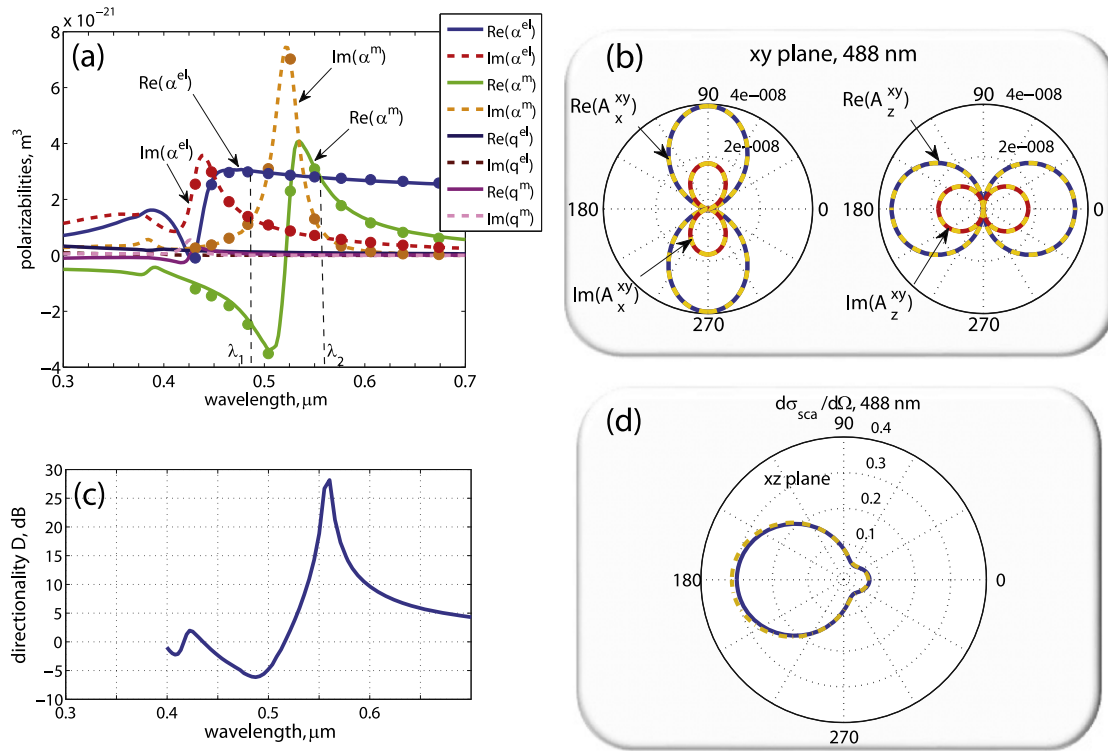 (a)
x 10⁻²¹
8
6
4
2
0
−2
−4
polarizabilities, m³
0.3
0.4
0.5
0.6
0.7
wavelength, μm
Re(α^el)
Im(α^el)
Re(α^m)
Im(α^m)
Re(q^el)
Im(q^el)
Re(q^m)
Im(q^m)
Re(α^el)
Im(α^el)
Im(α^m)
Re(α^m)
λ₁
λ₂
(b)
xy plane, 488 nm
Re(A_x^xy)
Im(A_x^xy)
90
4e−008
2e−008
180
0
270
Re(A_z^xy)
Im(A_z^xy)
90
4e−008
2e−008
180
0
270
(c)
30
25
20
15
10
5
0
−5
−10
directionality D, dB
0.3
0.4
0.5
0.6
wavelength, μm
(d)
dσ_sca/dΩ, 488 nm
90
0.4
0.3
0.2
0.1
xz plane
180
0
270